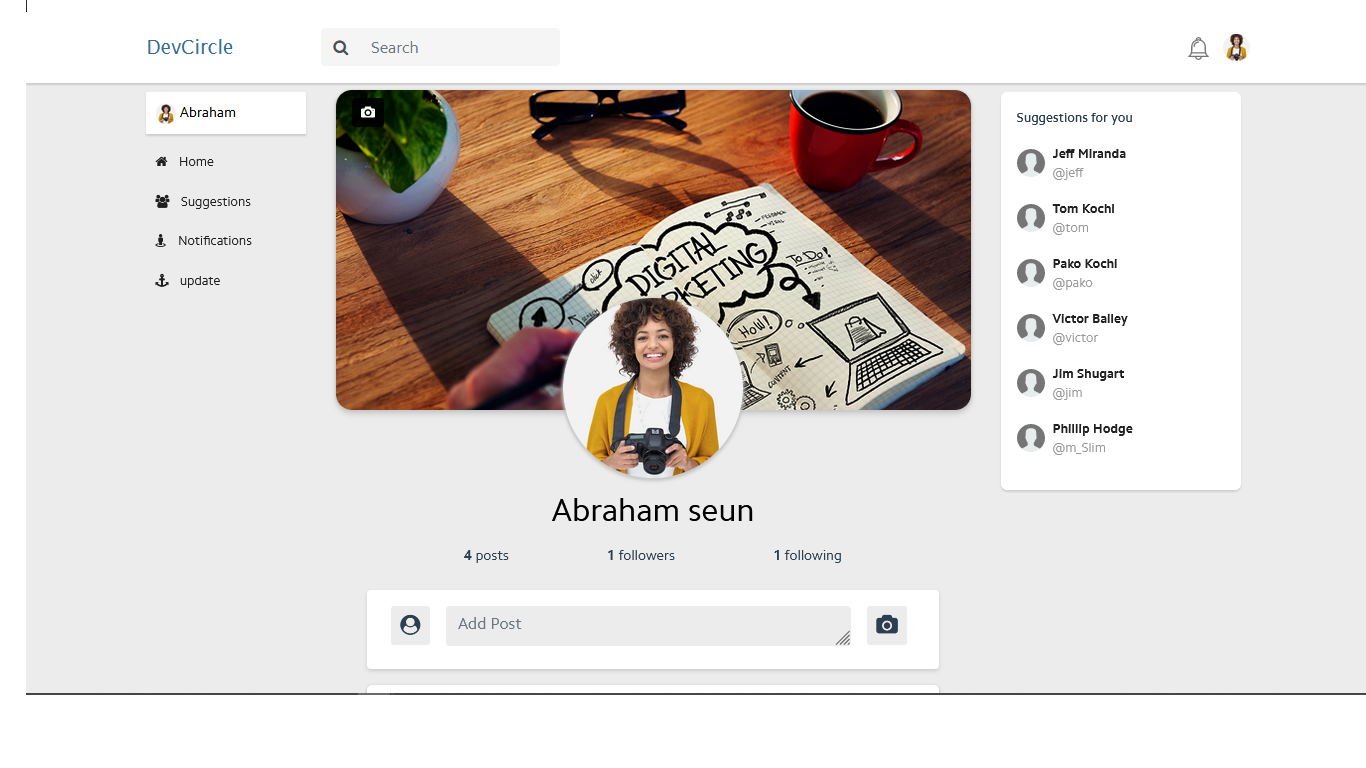 DevCircle
Search
Abraham
Home
Suggestions
Notifications
update
click
DIGITAL
MARKETING
FEEDBACK
To Do!
HOW!
CONTENT
Abraham seun
4 posts
1 followers
1 following
Add Post
Suggestions for you
Jeff Miranda
@jeff
Tom Kochi
@tom
Pako Kochi
@pako
Victor Bailey
@victor
Jim Shugart
@jim
Phillip Hodge
@m_Slim